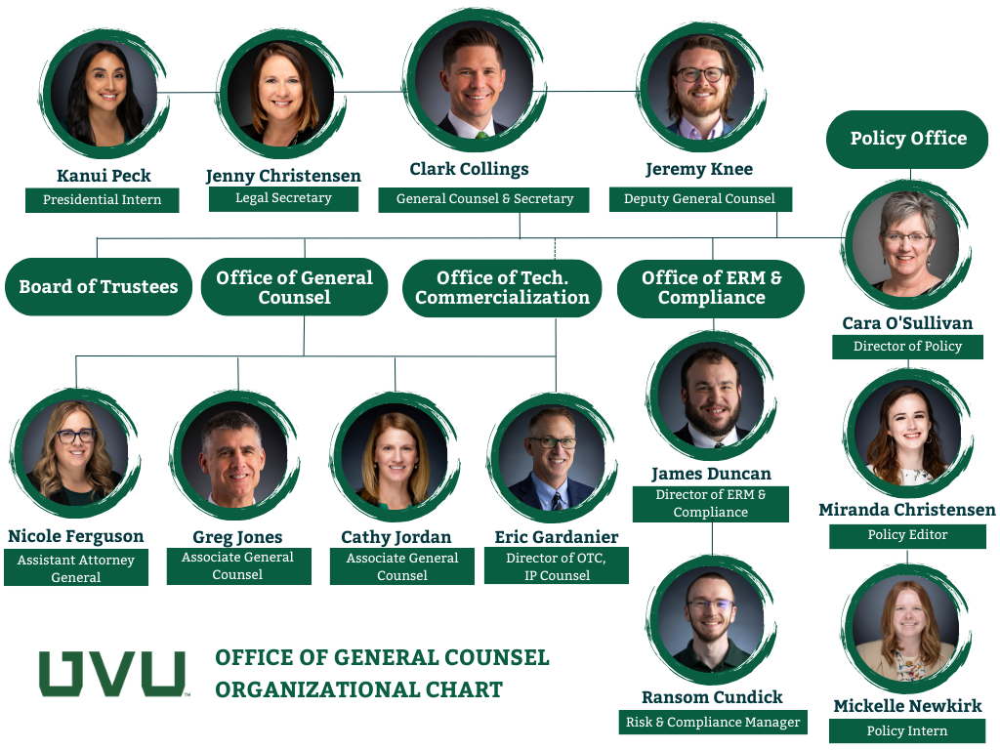 Policy Office
Kanui Peck
Presidential Intern
Jenny Christensen
Legal Secretary
Clark Collings
General Counsel & Secretary
Jeremy Knee
Deputy General Counsel
Board of Trustees
Office of General
Counsel
Office of Tech.
Commercialization
Office of ERM &
Compliance
Cara O'Sullivan
Director of Policy
James Duncan
Director of ERM &
Compliance
Miranda Christensen
Policy Editor
Nicole Ferguson
Assistant Attorney
General
Greg Jones
Associate General
Counsel
Cathy Jordan
Associate General
Counsel
Eric Gardanier
Director of OTC,
IP Counsel
Ransom Cundick
Risk & Compliance Manager
Mickelle Newkirk
Policy Intern
UVU™
OFFICE OF GENERAL COUNSEL
ORGANIZATIONAL CHART